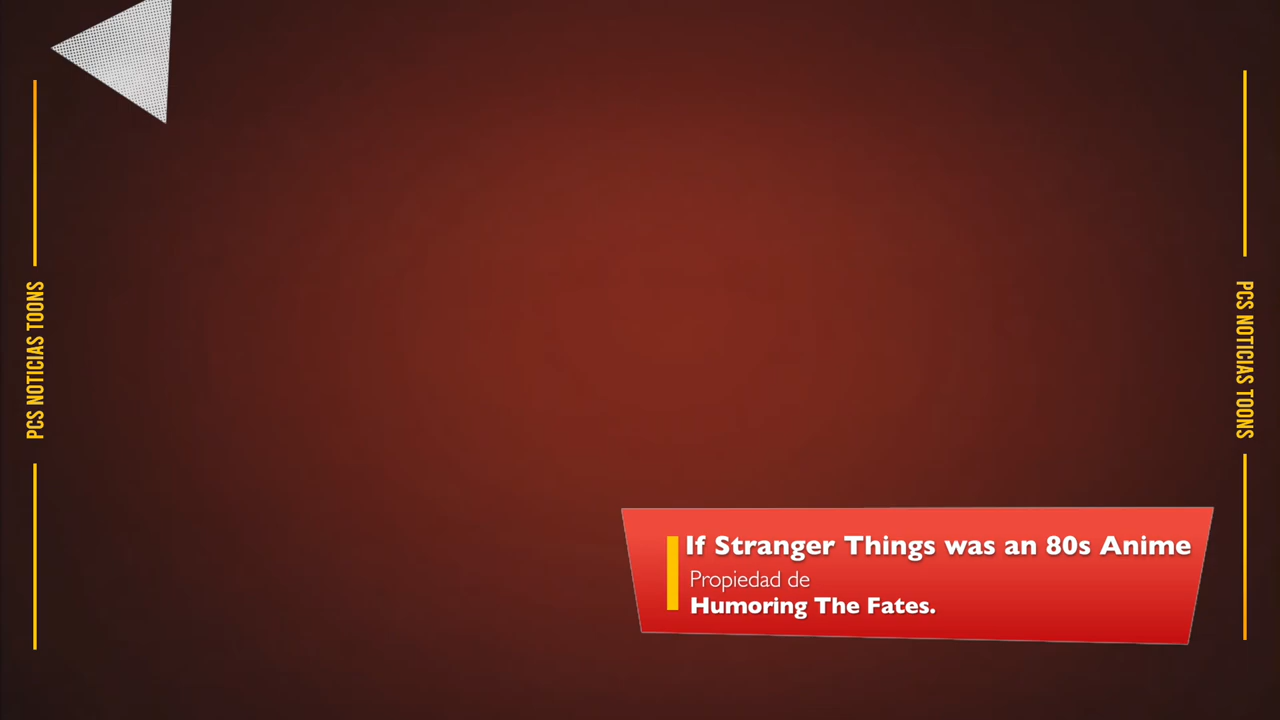 PCS NOTICIAS TOONS
PCS NOTICIAS TOONS
If Stranger Things was an 80s Anime
Propiedad de
Humoring The Fates.